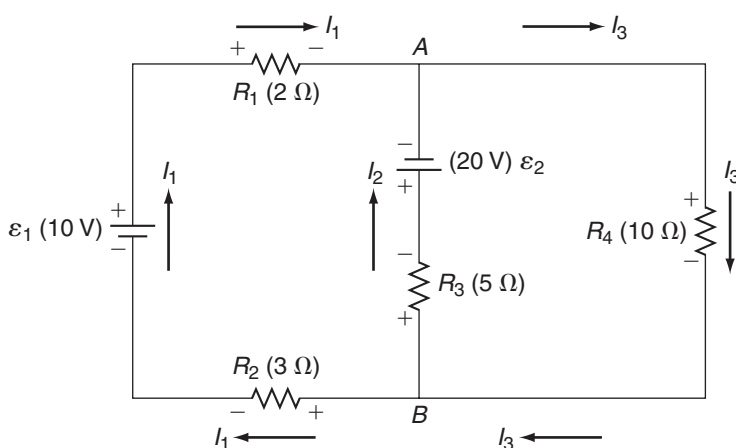 I₁
I₃
+ −
A
R₁ (2 Ω)
−
(20 V) ε₂
+
I₁
I₂
I₃
+
ε₁ (10 V)
−
+
R₄ (10 Ω)
−
−
R₃ (5 Ω)
+
R₂ (3 Ω)
− +
B
I₁
I₃